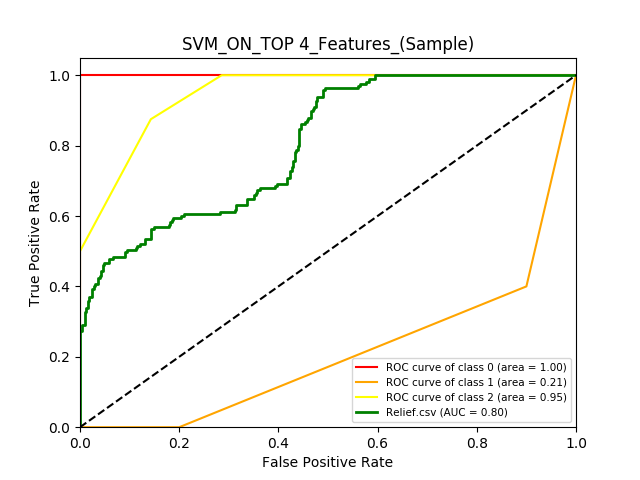 SVM_ON_TOP 4_Features_(Sample)
1.0
0.8
0.6
0.4
0.2
0.0
True Positive Rate
ROC curve of class 0 (area = 1.00)
ROC curve of class 1 (area = 0.21)
ROC curve of class 2 (area = 0.95)
Relief.csv (AUC = 0.80)
0.0 0.2 0.4 0.6 0.8 1.0
False Positive Rate